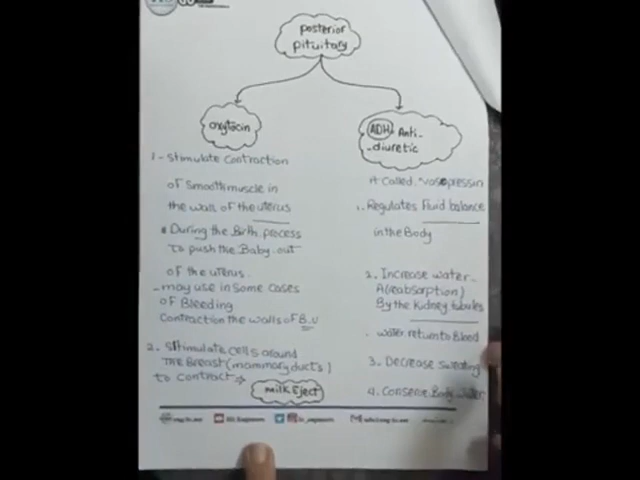 posterior
pituitary
oxytocin
ADH Anti-
-diuretic
1- Stimulate Contraction
of Smooth muscle in
the wall of the uterus
During the Birth process
To push the Baby out
of the uterus.
-may use in some cases
of Bleeding
Contraction the walls of B.U
2. Stimulate cells around
The Breast (mammary ducts)
to contract
milk Eject
it Called "vasopressin
1. Regulates Fluid balance
in the Body
2. Increase water
(reabsorption)
By the kidney tubules
water return to Blood
3. Decrease sweating
4. Conserve Body water